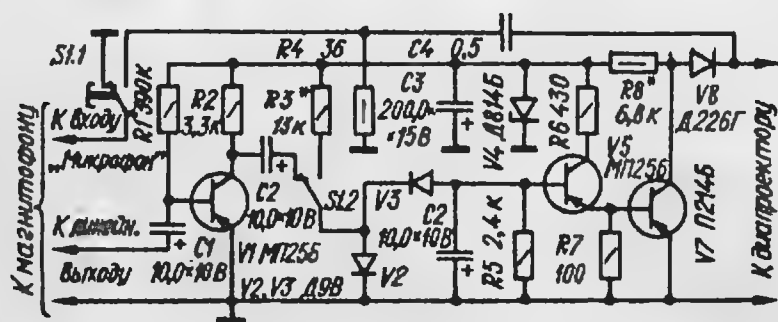 S1.1
R4 36
C4 0,5
R1 390к
R2
3,3к
R3*
13к
C3
200,0×
×15В
V4 Д814Б
R6 430
R8*
6,8к
V8
Д226Г
К входу
„Микрофон"
C2
10,0×10В
S1.2
V3
V5
МП25б
К магнитофону
К линейн.
Выходу
C1
10,0×10В
V1 МП25б
V2
V2, V3 Д9В
C2
10,0×10В
R5 2,4к
R7
100
V7 П214Б
К диапроектору